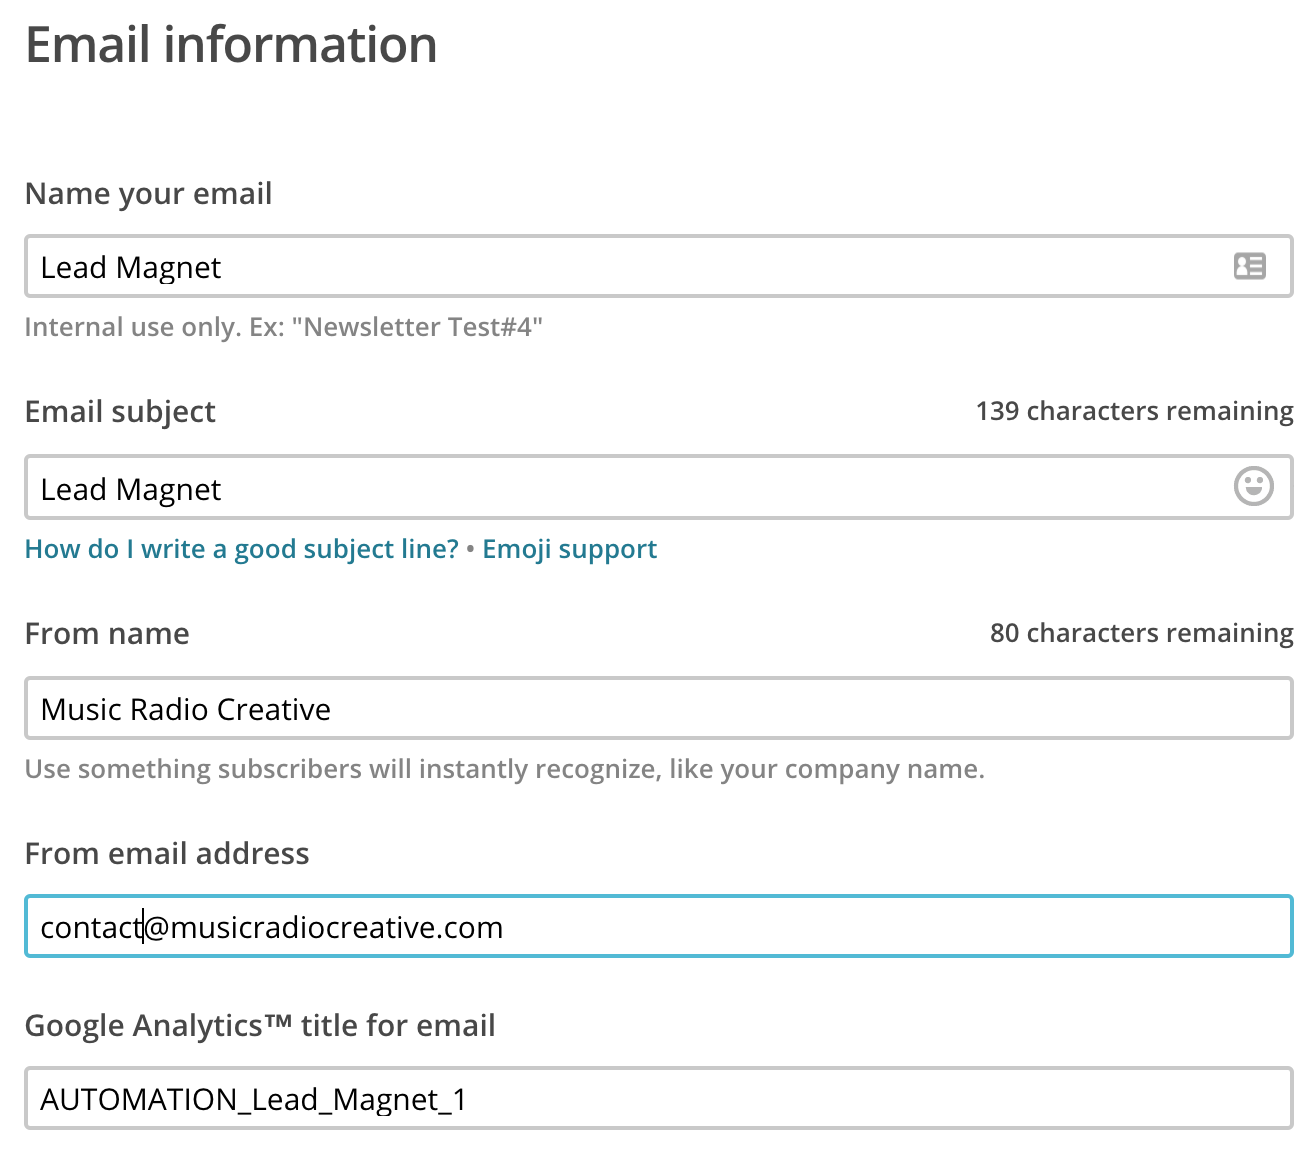 Email information
Name your email
Lead Magnet
Internal use only. Ex: "Newsletter Test#4"
Email subject
139 characters remaining
Lead Magnet
How do I write a good subject line? • Emoji support
From name
80 characters remaining
Music Radio Creative
Use something subscribers will instantly recognize, like your company name.
From email address
contact@musicradiocreative.com
Google Analytics™ title for email
AUTOMATION_Lead_Magnet_1